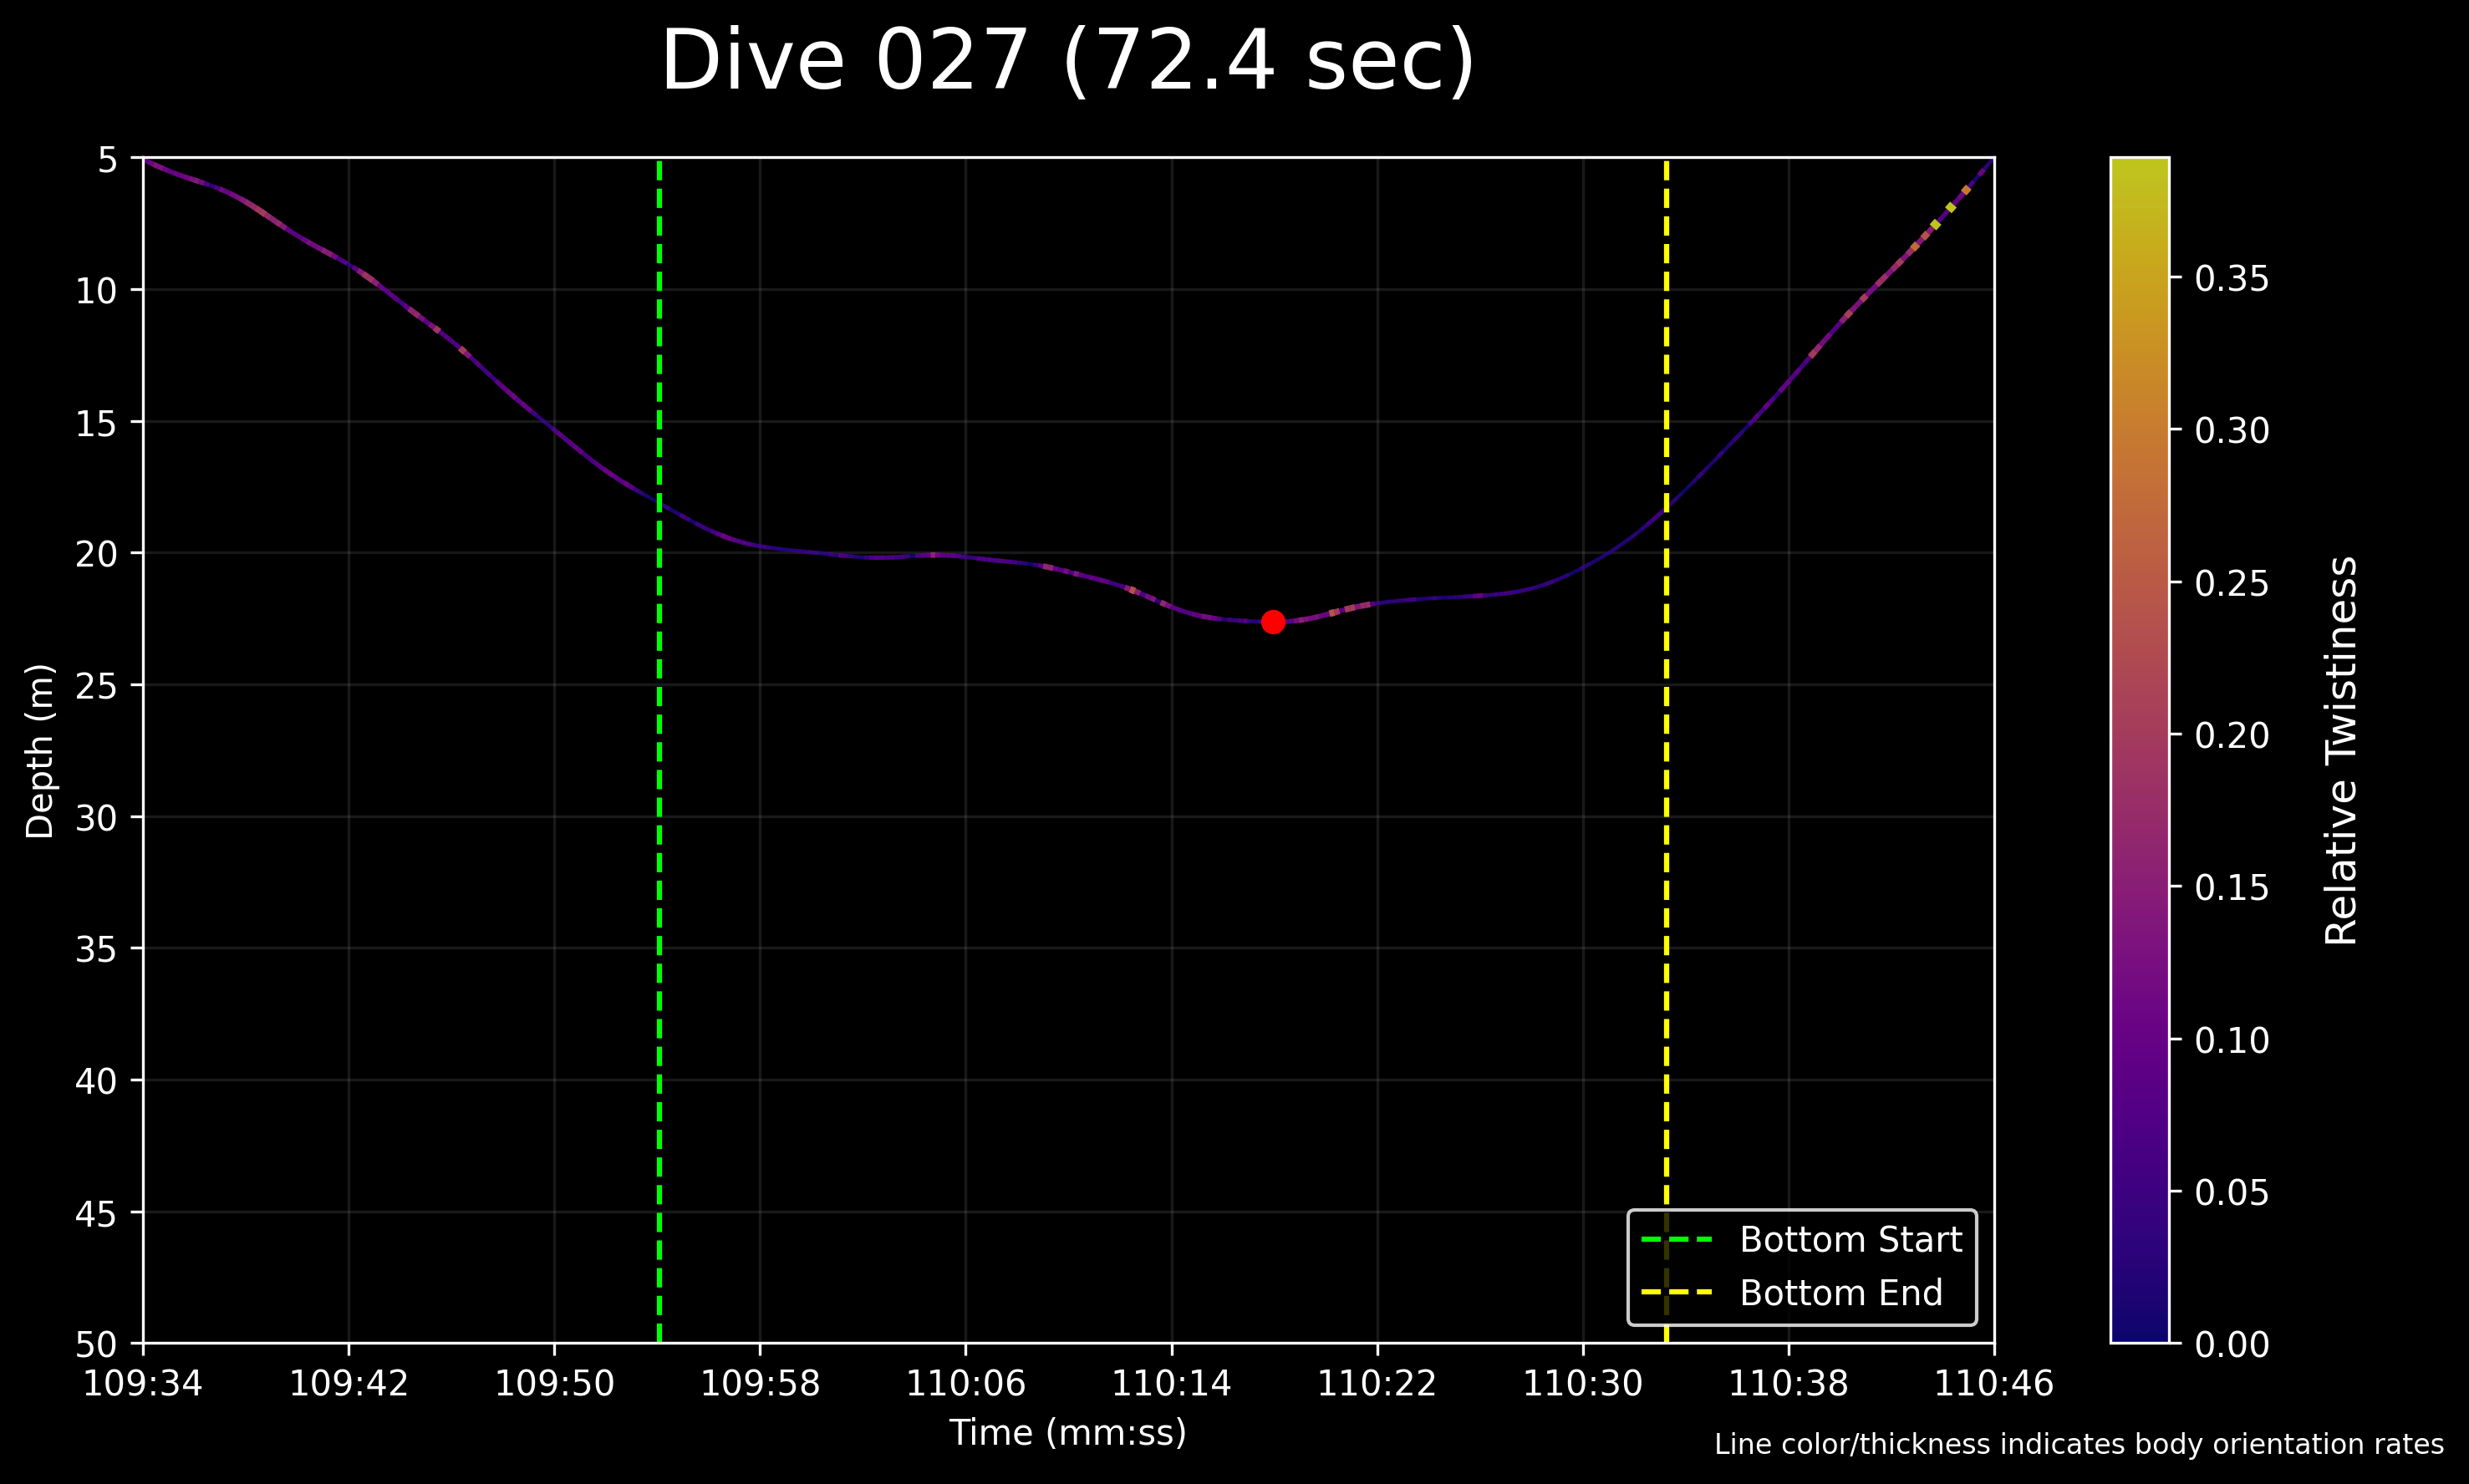 Dive 027 (72.4 sec)
5
10
15
20
25
30
35
40
45
50
Depth (m)
109:34 109:42 109:50 109:58 110:06 110:14 110:22 110:30 110:38 110:46
Time (mm:ss)
Bottom Start
Bottom End
0.35
0.30
0.25
0.20
0.15
0.10
0.05
0.00
Relative Twistiness
Line color/thickness indicates body orientation rates